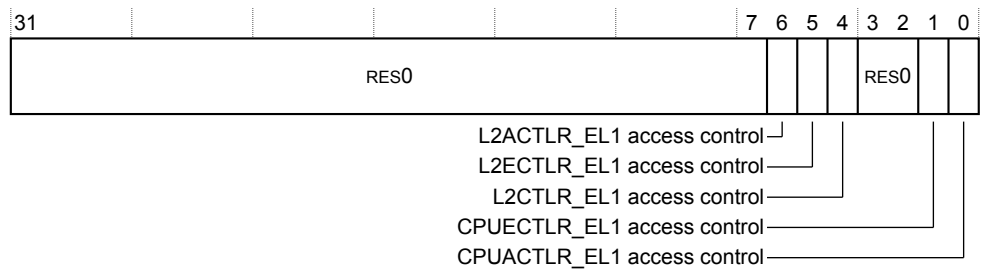 31 7 6 5 4 3 2 1 0
RES0 RES0
L2ACTLR_EL1 access control
L2ECTLR_EL1 access control
L2CTLR_EL1 access control
CPUECTLR_EL1 access control
CPUACTLR_EL1 access control